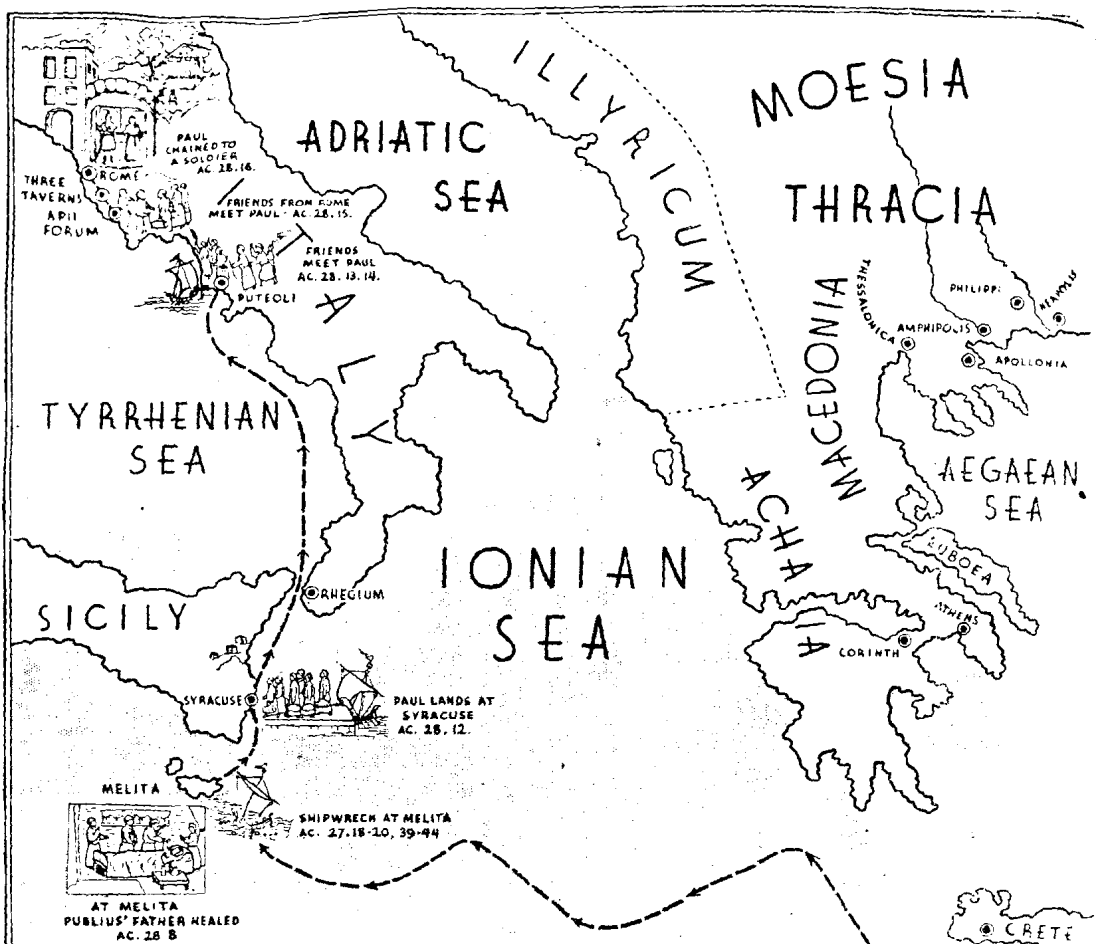 ILLYRICUM
MOESIA
ADRIATIC
SEA
THRACIA
PAUL
CHAINED TO
A SOLDIER
AC. 28.16.
ROME
THREE
TAVERNS
APII
FORUM
FRIENDS FROM ROME
MEET PAUL - AC. 28.15.
FRIENDS
MEET PAUL
AC. 28.13.14.
PUTEOLI
ITALY
MACEDONIA
THESSALONICA
PHILIPPI
NEAPOLIS
AMPHIPOLIS
APOLLONIA
TYRRHENIAN
SEA
AEGAEAN
SEA
ACHAIA
EUBOEA
IONIAN
SEA
RHEGIUM
SICILY
ATHENS
CORINTH
SYRACUSE
PAUL LANDS AT
SYRACUSE
AC. 28.12.
MELITA
SHIPWRECK AT MELITA
AC. 27.18-20, 39-44
AT MELITA
PUBLIUS' FATHER HEALED
AC. 28 8
CRETE